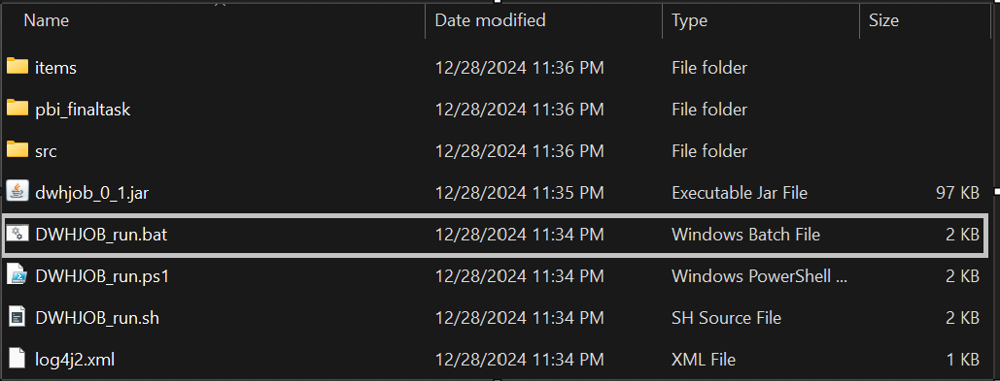 Name Date modified Type Size
items 12/28/2024 11:36 PM File folder
pbi_finaltask 12/28/2024 11:36 PM File folder
src 12/28/2024 11:36 PM File folder
dwhjob_0_1.jar 12/28/2024 11:35 PM Executable Jar File 97 KB
DWHJOB_run.bat 12/28/2024 11:34 PM Windows Batch File 2 KB
DWHJOB_run.ps1 12/28/2024 11:34 PM Windows PowerShell ... 2 KB
DWHJOB_run.sh 12/28/2024 11:34 PM SH Source File 2 KB
log4j2.xml 12/28/2024 11:34 PM XML File 1 KB